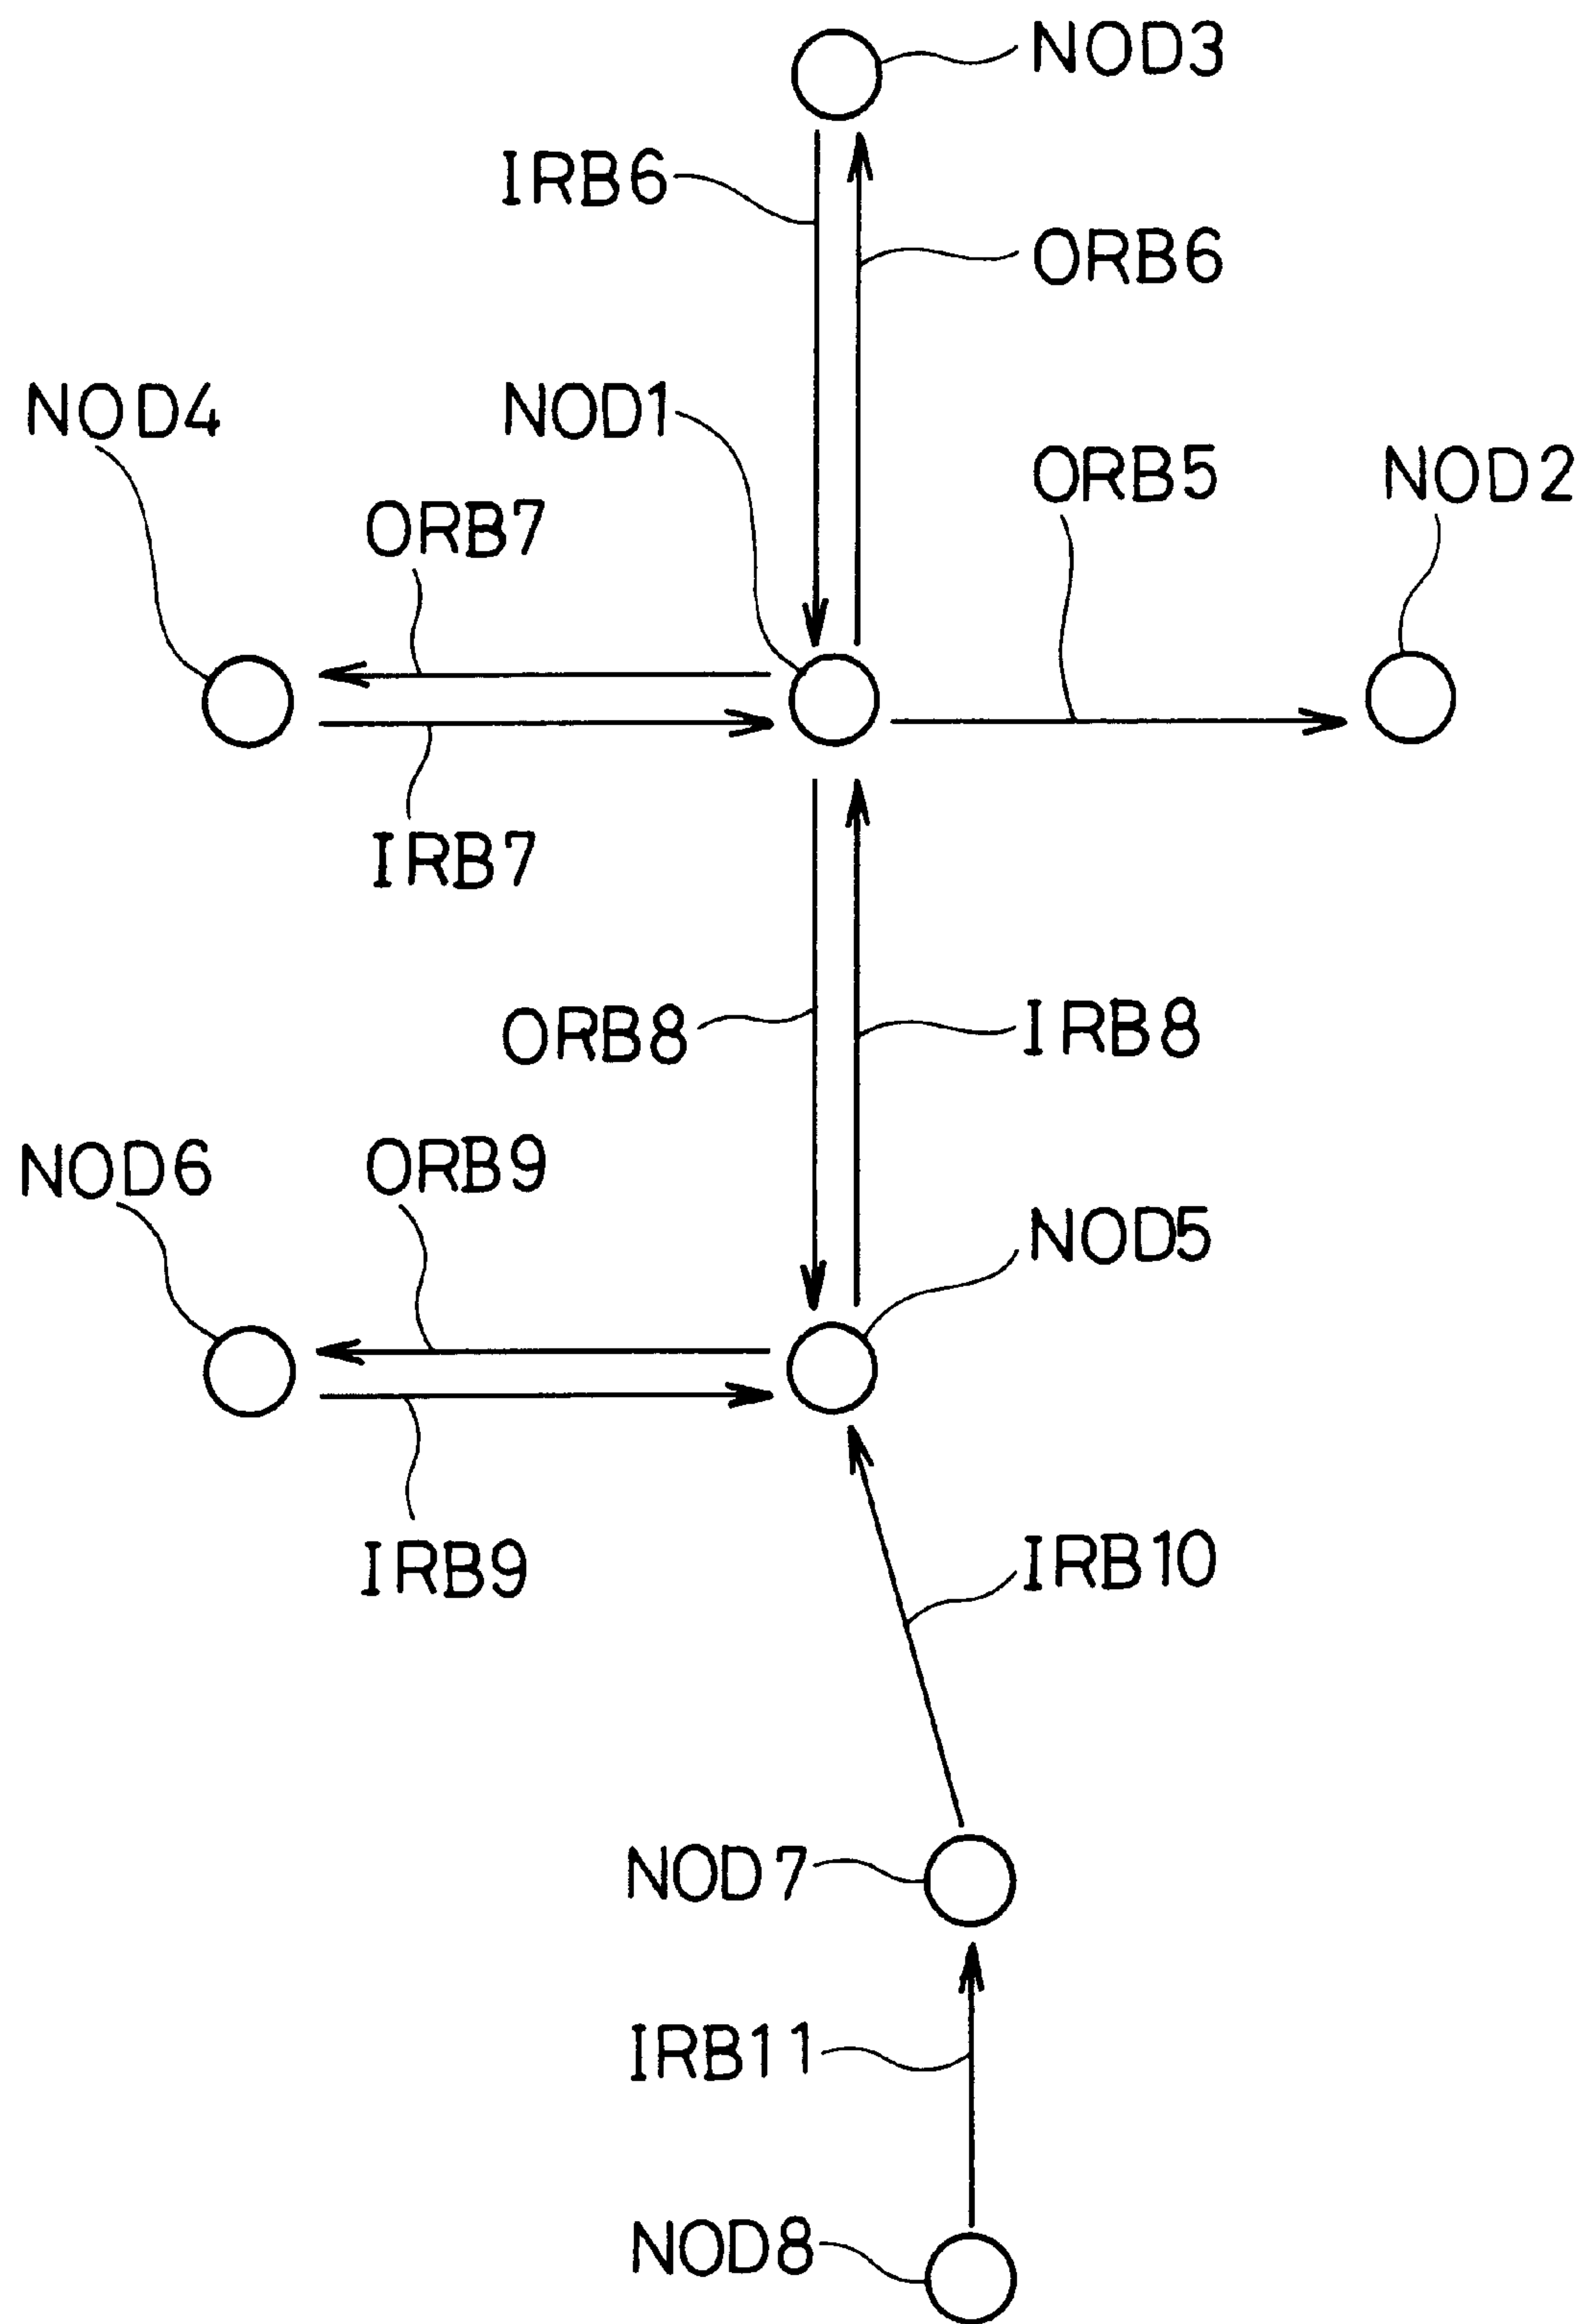 NOD3
IRB6
ORB6
NOD4
NOD1
ORB5
NOD2
ORB7
IRB7
ORB8
IRB8
NOD6
ORB9
NOD5
IRB9
IRB10
NOD7
IRB11
NOD8